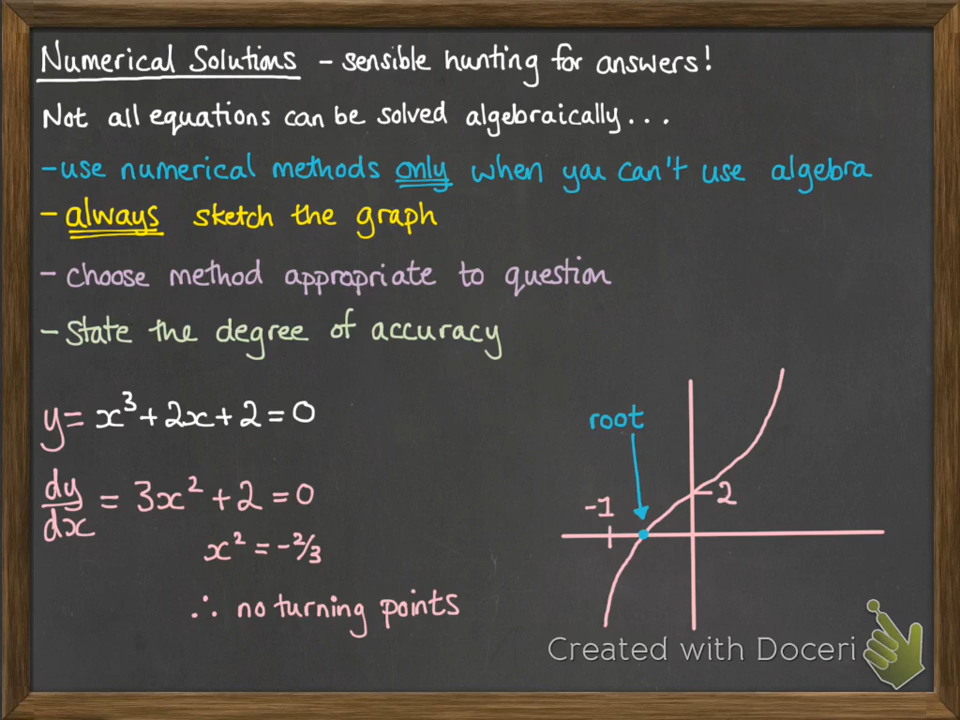 Numerical Solutions - sensible hunting for answers!
Not all equations can be solved algebraically...
- use numerical methods only when you can't use algebra
- always sketch the graph
- choose method appropriate to question
- state the degree of accuracy
y = x³ + 2x + 2 = 0
dy/dx = 3x² + 2 = 0
x² = -2/3
∴ no turning points
root
-1
2
Created with Doceri